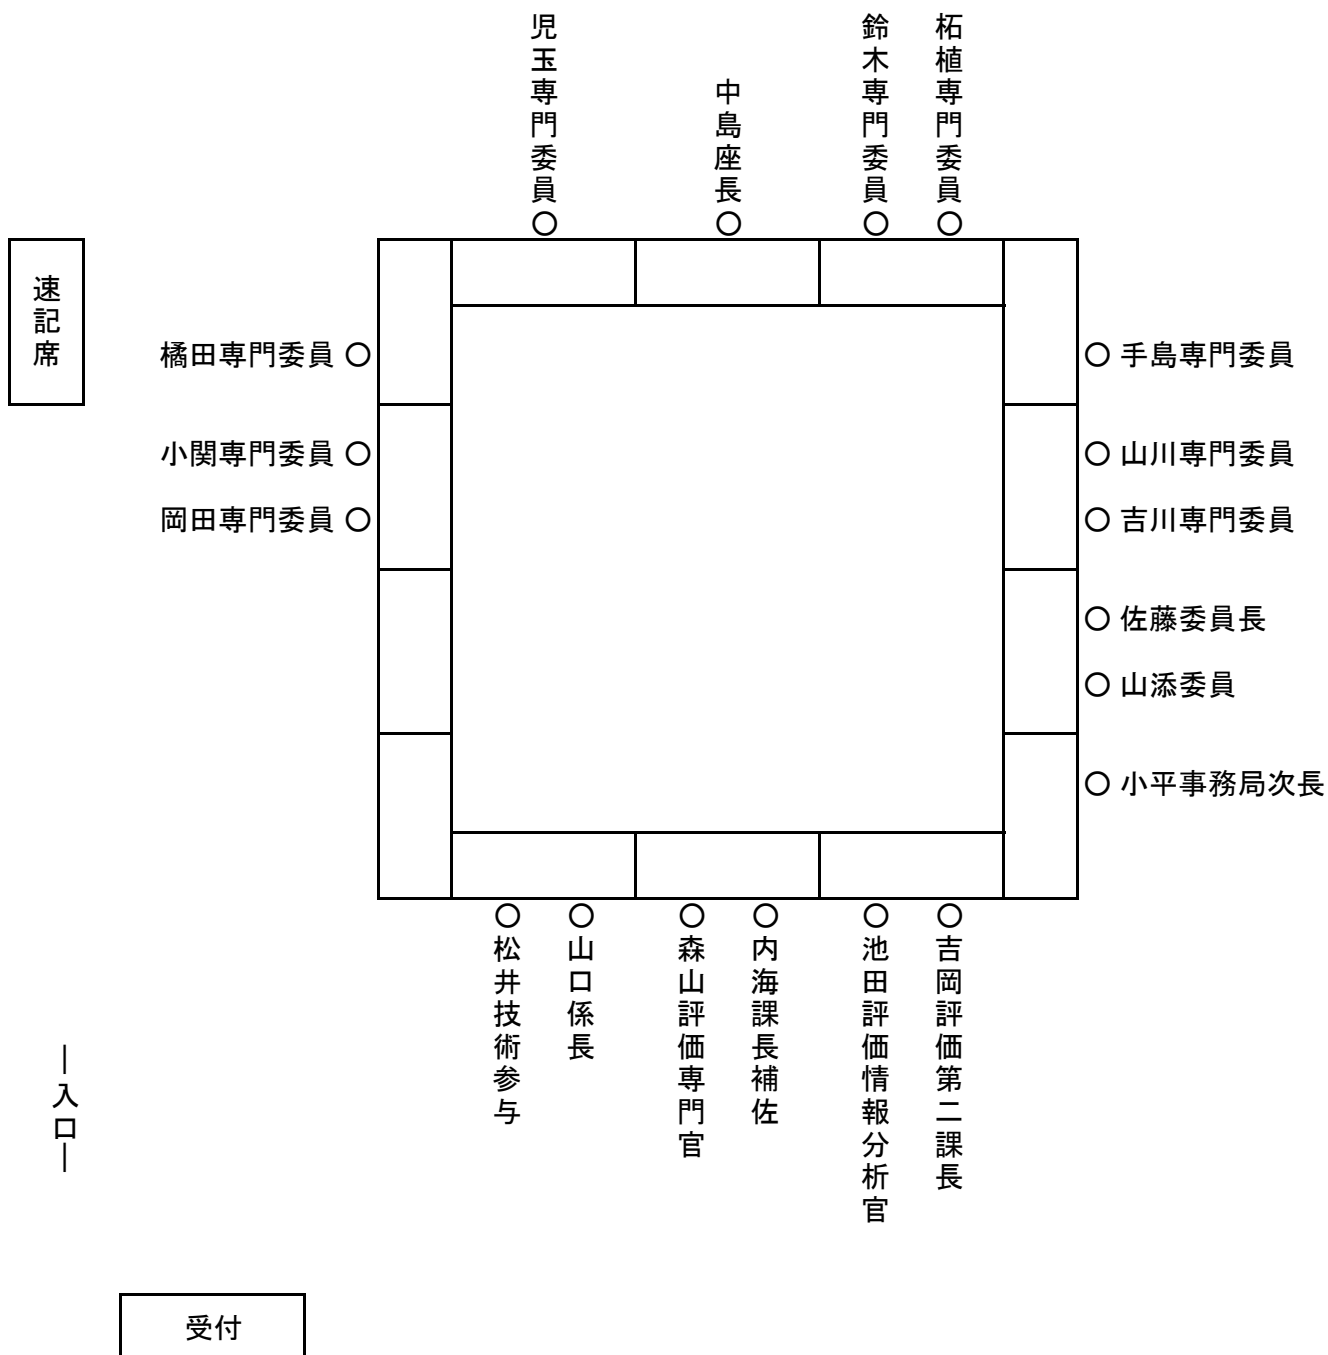 児玉専門委員
中島座長
鈴木専門委員
柘植専門委員
速記席
橘田専門委員
手島専門委員
小関専門委員
山川専門委員
岡田専門委員
吉川専門委員
佐藤委員長
山添委員
小平事務局次長
松井技術参与
山口係長
森山評価専門官
内海課長補佐
池田評価情報分析官
吉岡評価第二課長
―入口―
受付